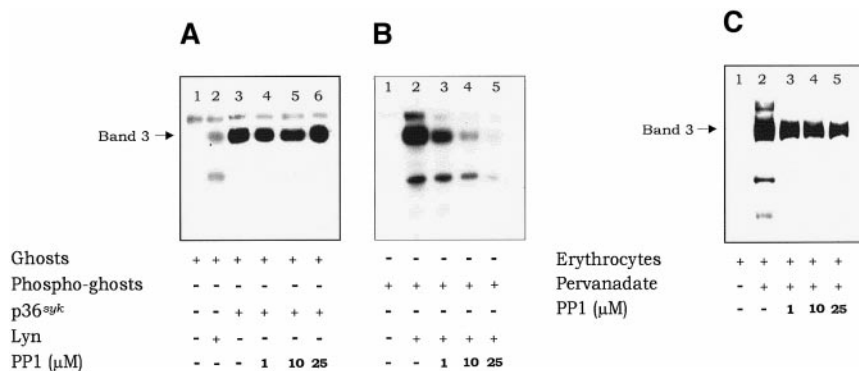 A B C
1 2 3 4 5 6 1 2 3 4 5 1 2 3 4 5
Band 3 → Band 3 →
Ghosts + + + + + + - - - - - Erythrocytes + + + + +
Phospho-ghosts - - - - - - + + + + + Pervanadate - + + + +
p36syk - - + + + + - - - - - PP1 (µM) - - 1 10 25
Lyn - + - - - - - + + + +
PP1 (µM) - - - 1 10 25 - - 1 10 25